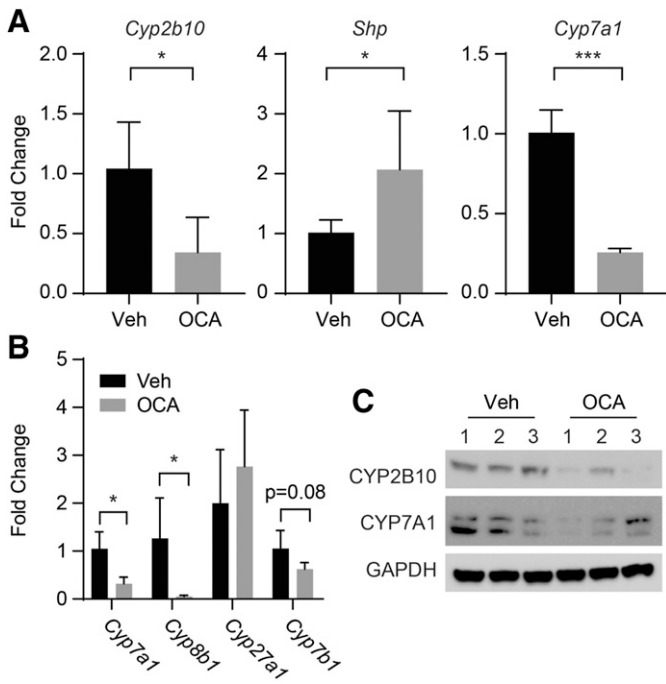 A
Cyp2b10
Shp
Cyp7a1
*
*
***
Fold Change
2.0
1.5
1.0
0.5
0.0
4
3
2
1
0
1.5
1.0
0.5
0.0
Veh OCA
Veh OCA
Veh OCA
B
Fold Change
5
4
3
2
1
0
Veh
OCA
*
*
p=0.08
Cyp7a1
Cyp8b1
Cyp27a1
Cyp7b1
C
Veh OCA
1 2 3 1 2 3
CYP2B10
CYP7A1
GAPDH